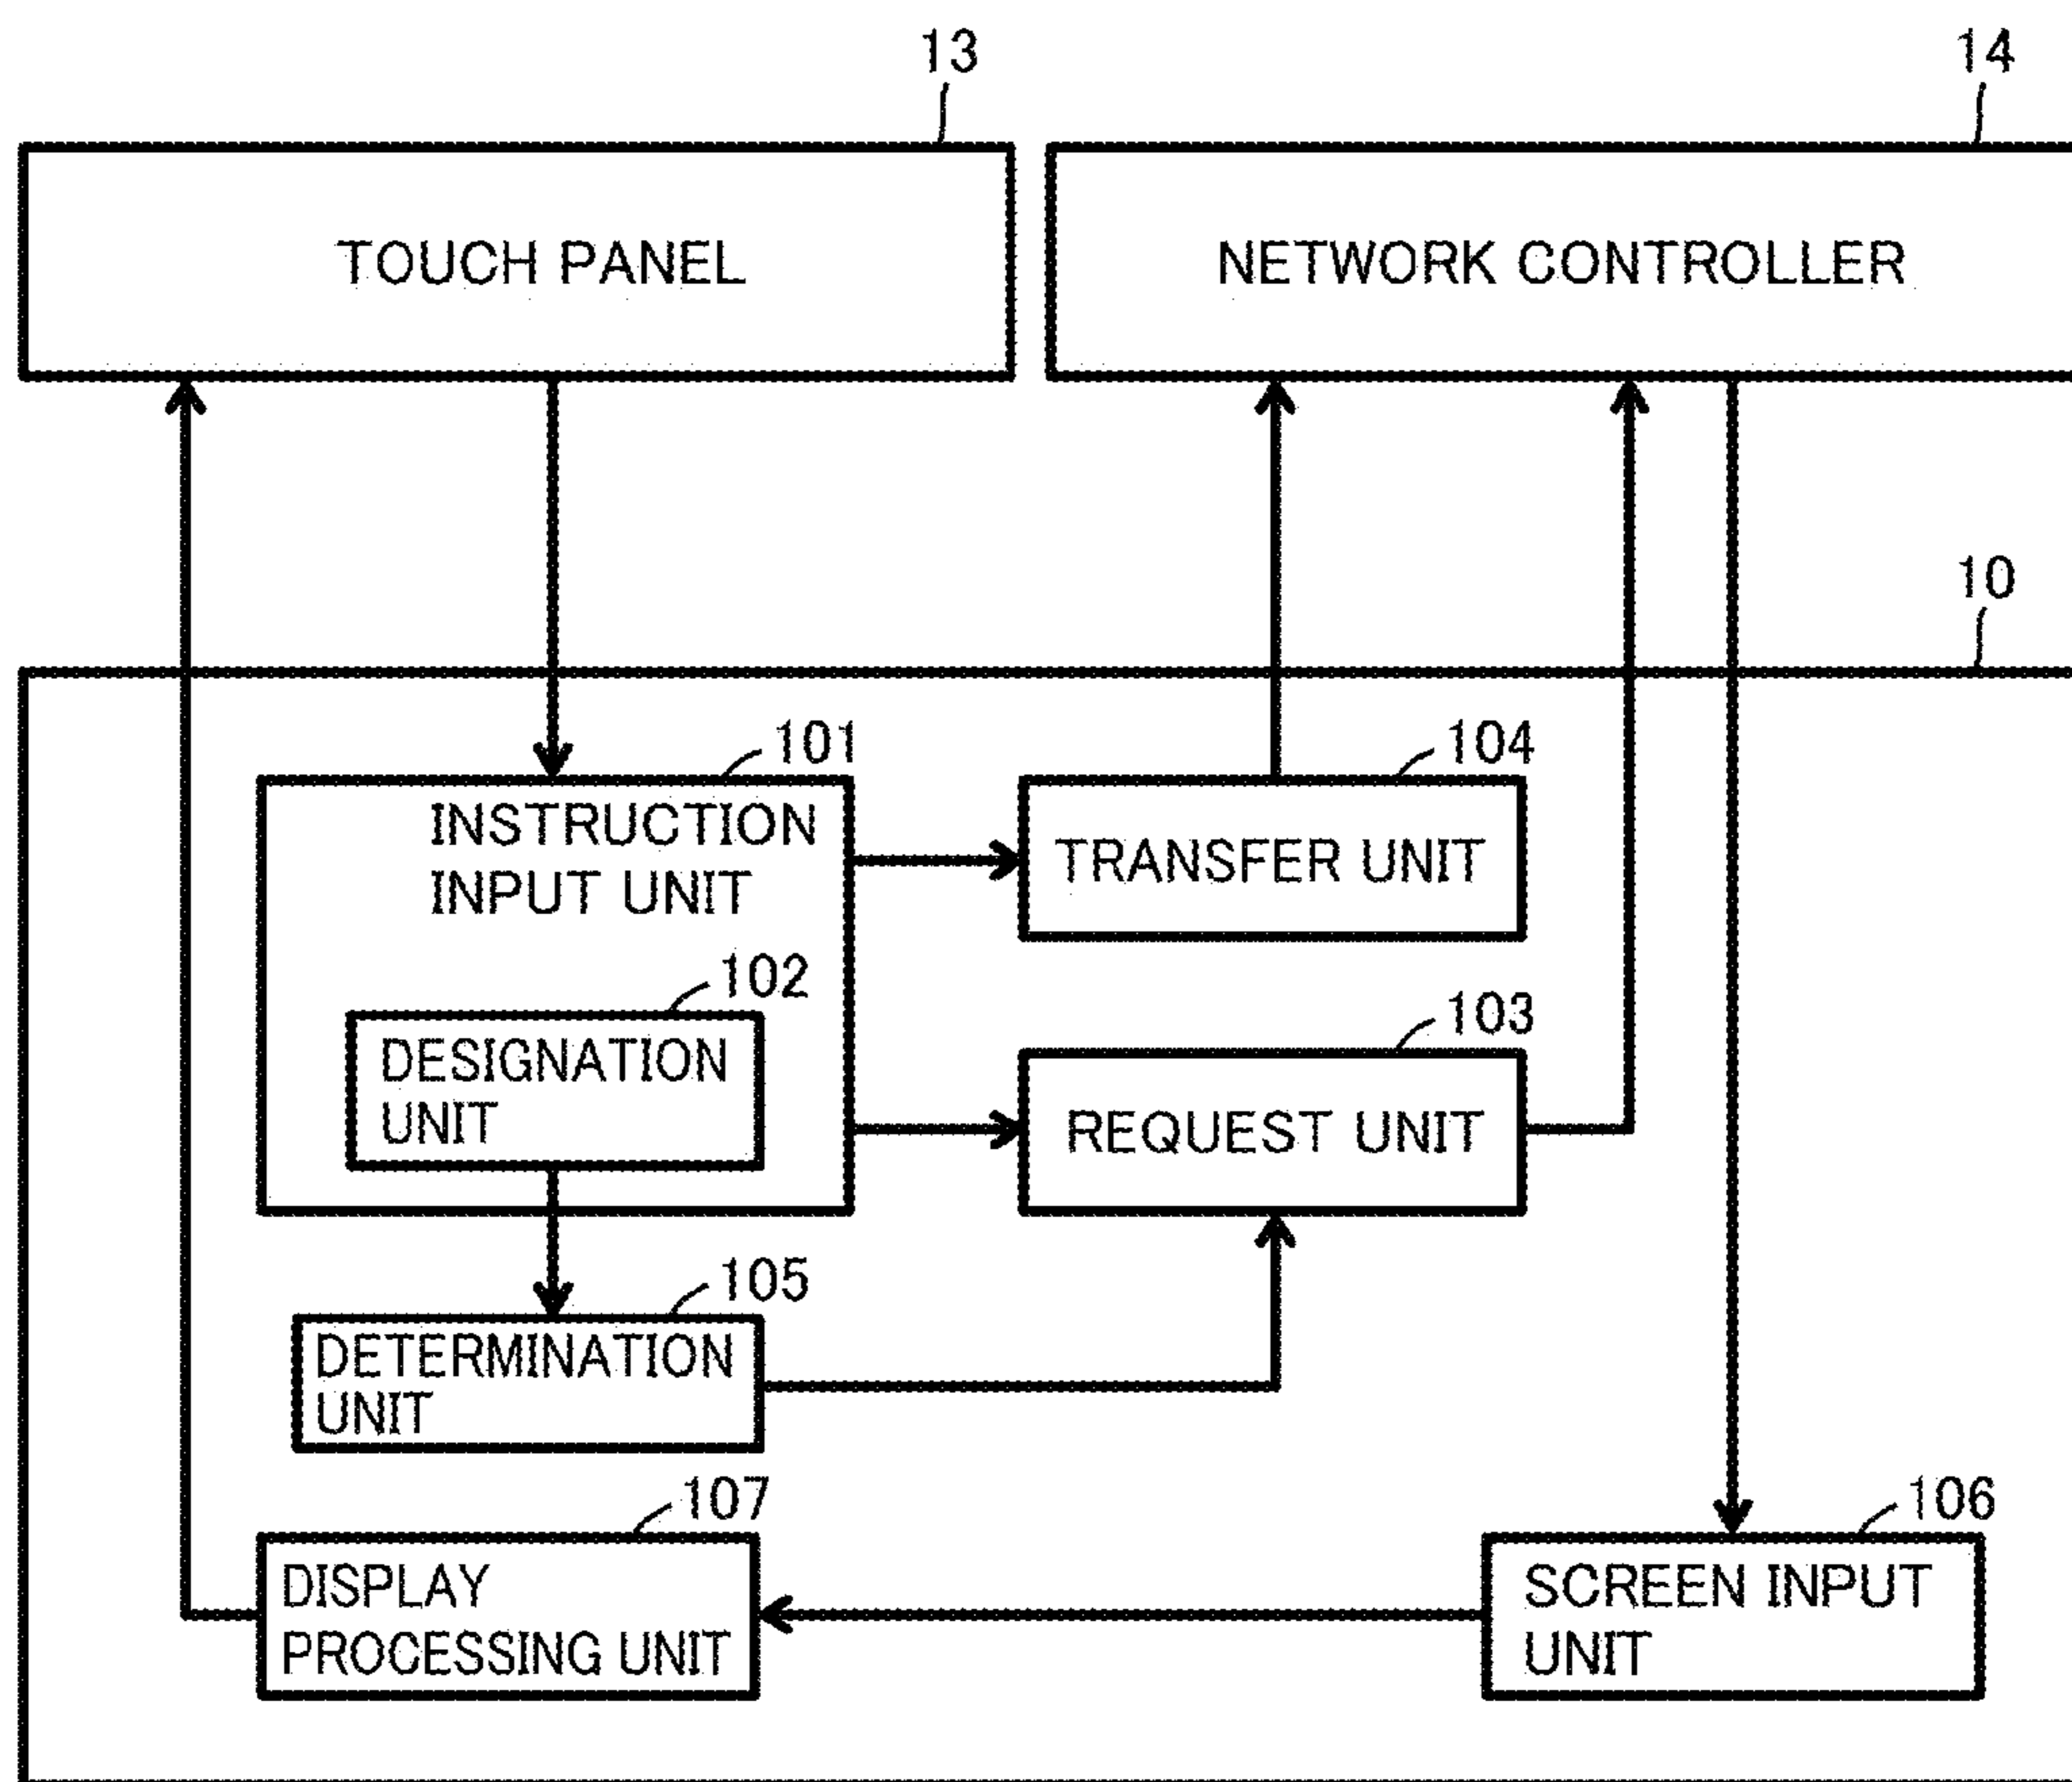 13
14
TOUCH PANEL
NETWORK CONTROLLER
10
101
104
INSTRUCTION
INPUT UNIT
TRANSFER UNIT
102
103
DESIGNATION
UNIT
REQUEST UNIT
105
DETERMINATION
UNIT
107
106
DISPLAY
PROCESSING UNIT
SCREEN INPUT
UNIT